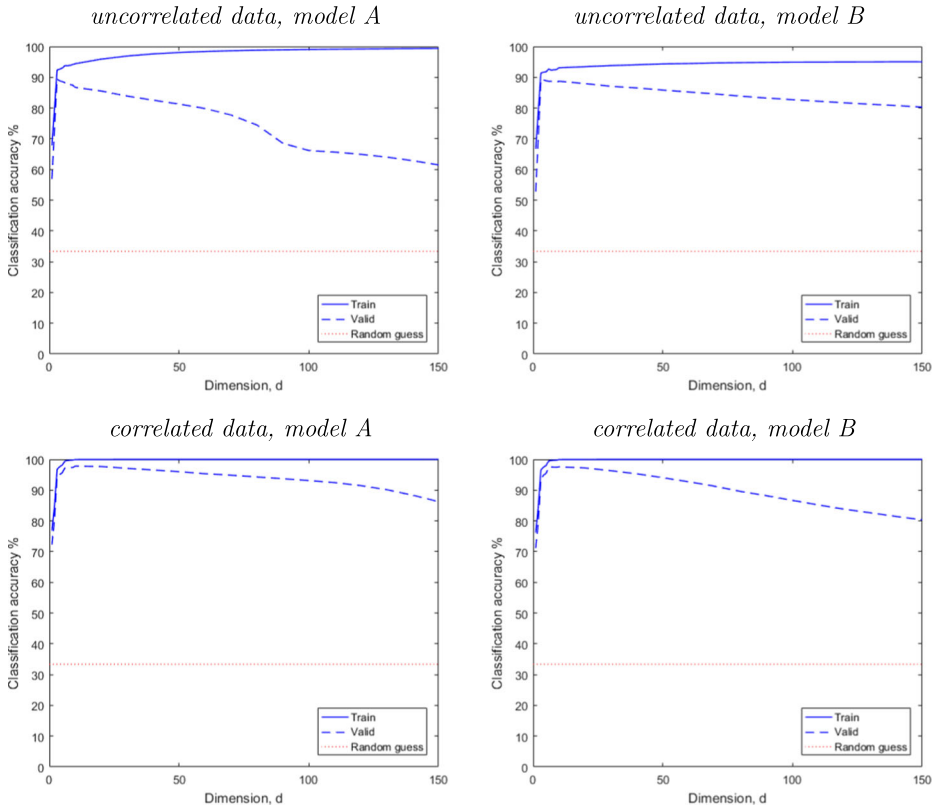 uncorrelated data, model A
100
90
80
70
60
50
40
30
20
10
0
Classification accuracy %
Train
Valid
Random guess
0 50 100 150
Dimension, d
uncorrelated data, model B
100
90
80
70
60
50
40
30
20
10
0
Classification accuracy %
Train
Valid
Random guess
0 50 100 150
Dimension, d
correlated data, model A
100
90
80
70
60
50
40
30
20
10
0
Classification accuracy %
Train
Valid
Random guess
0 50 100 150
Dimension, d
correlated data, model B
100
90
80
70
60
50
40
30
20
10
0
Classification accuracy %
Train
Valid
Random guess
0 50 100 150
Dimension, d